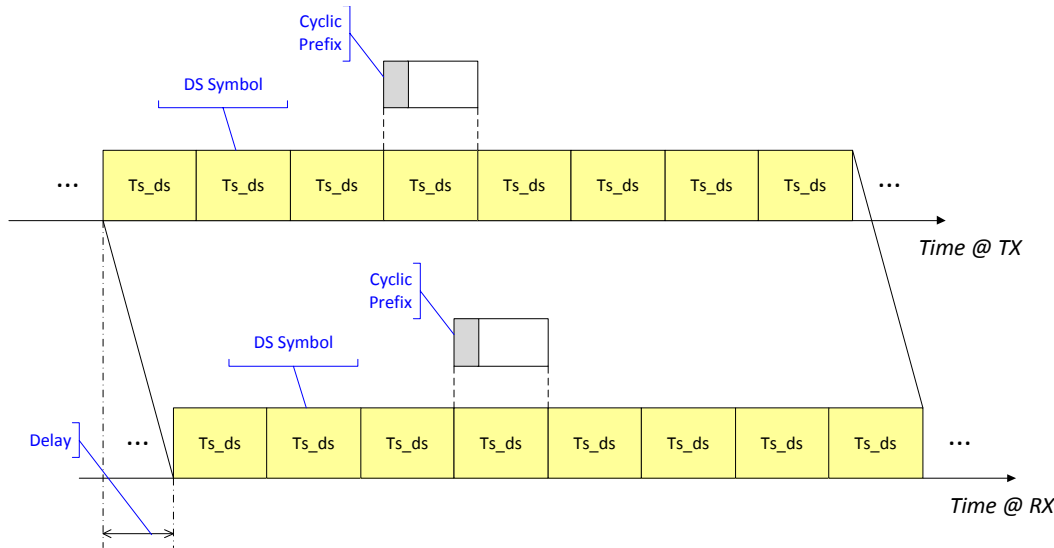 Cyclic
Prefix
DS Symbol
... Ts_ds Ts_ds Ts_ds Ts_ds Ts_ds Ts_ds Ts_ds Ts_ds ...
Time @ TX
Cyclic
Prefix
DS Symbol
Delay
... Ts_ds Ts_ds Ts_ds Ts_ds Ts_ds Ts_ds Ts_ds Ts_ds ...
Time @ RX